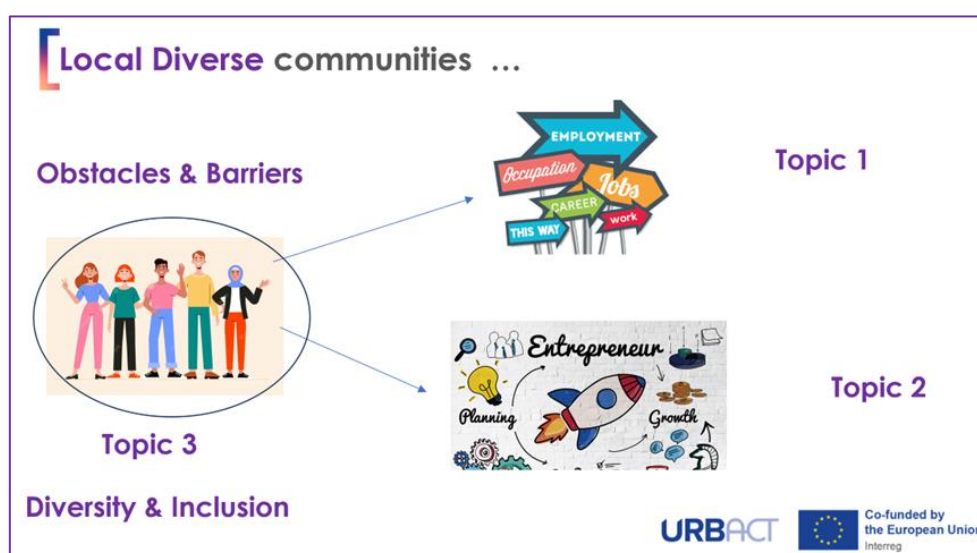 Local Diverse communities ...
Obstacles & Barriers
EMPLOYMENT
Occupation
Jobs
CAREER
work
THIS WAY
Topic 1
Entrepreneur
Planning
Growth
Topic 2
Topic 3
Diversity & Inclusion
URBACT
Co-funded by
the European Union
Interreg